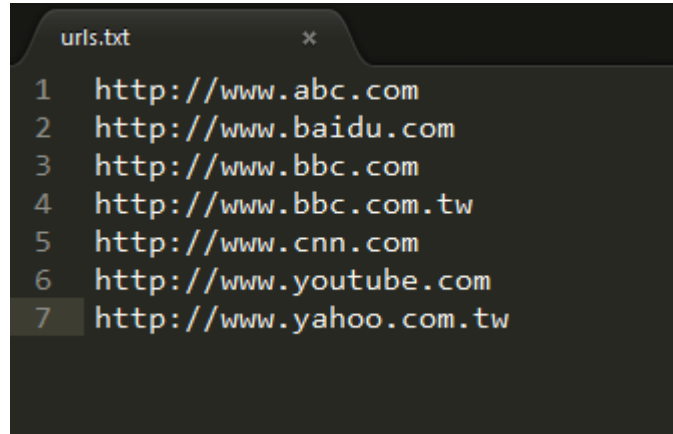 urls.txt ×
1 http://www.abc.com
2 http://www.baidu.com
3 http://www.bbc.com
4 http://www.bbc.com.tw
5 http://www.cnn.com
6 http://www.youtube.com
7 http://www.yahoo.com.tw